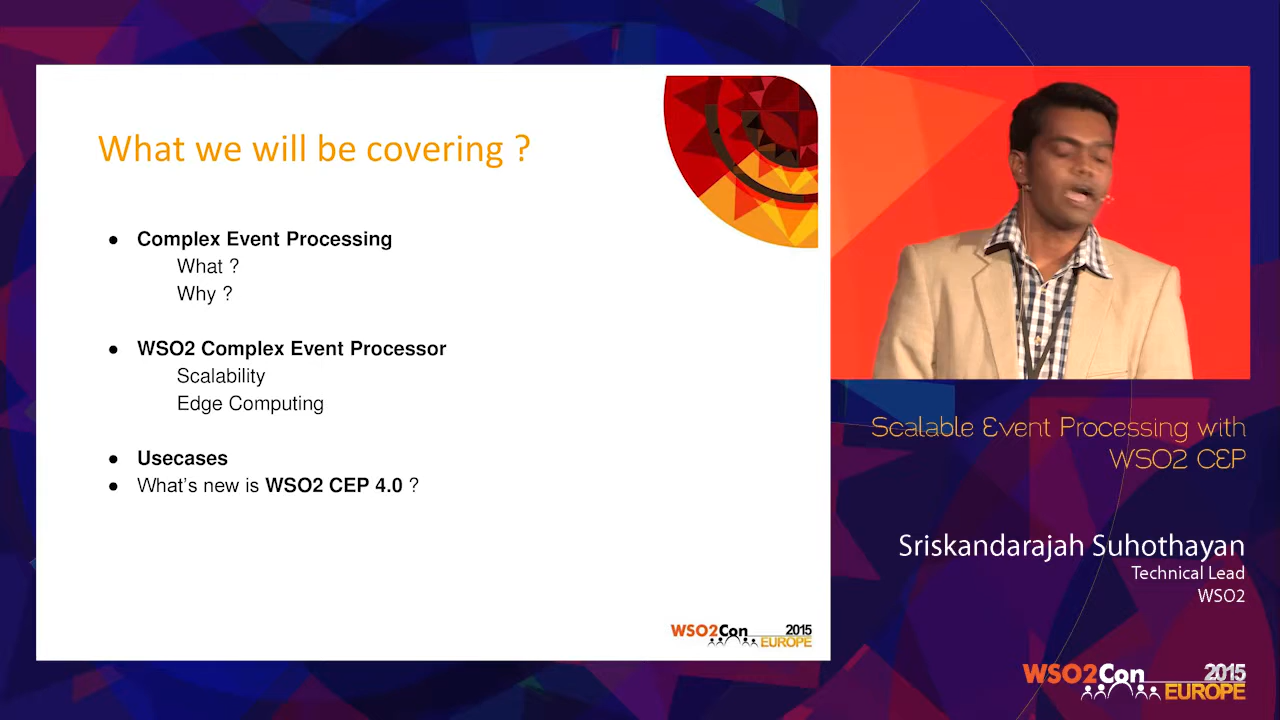 What we will be covering ?
● Complex Event Processing
What ?
Why ?
● WSO2 Complex Event Processor
Scalability
Edge Computing
● Usecases
● What's new is WSO2 CEP 4.0 ?
WSO2Con 2015
EUROPE
Scalable Event Processing with
WSO2 CEP
Sriskandarajah Suhothayan
Technical Lead
WSO2
WSO2Con 2015
EUROPE